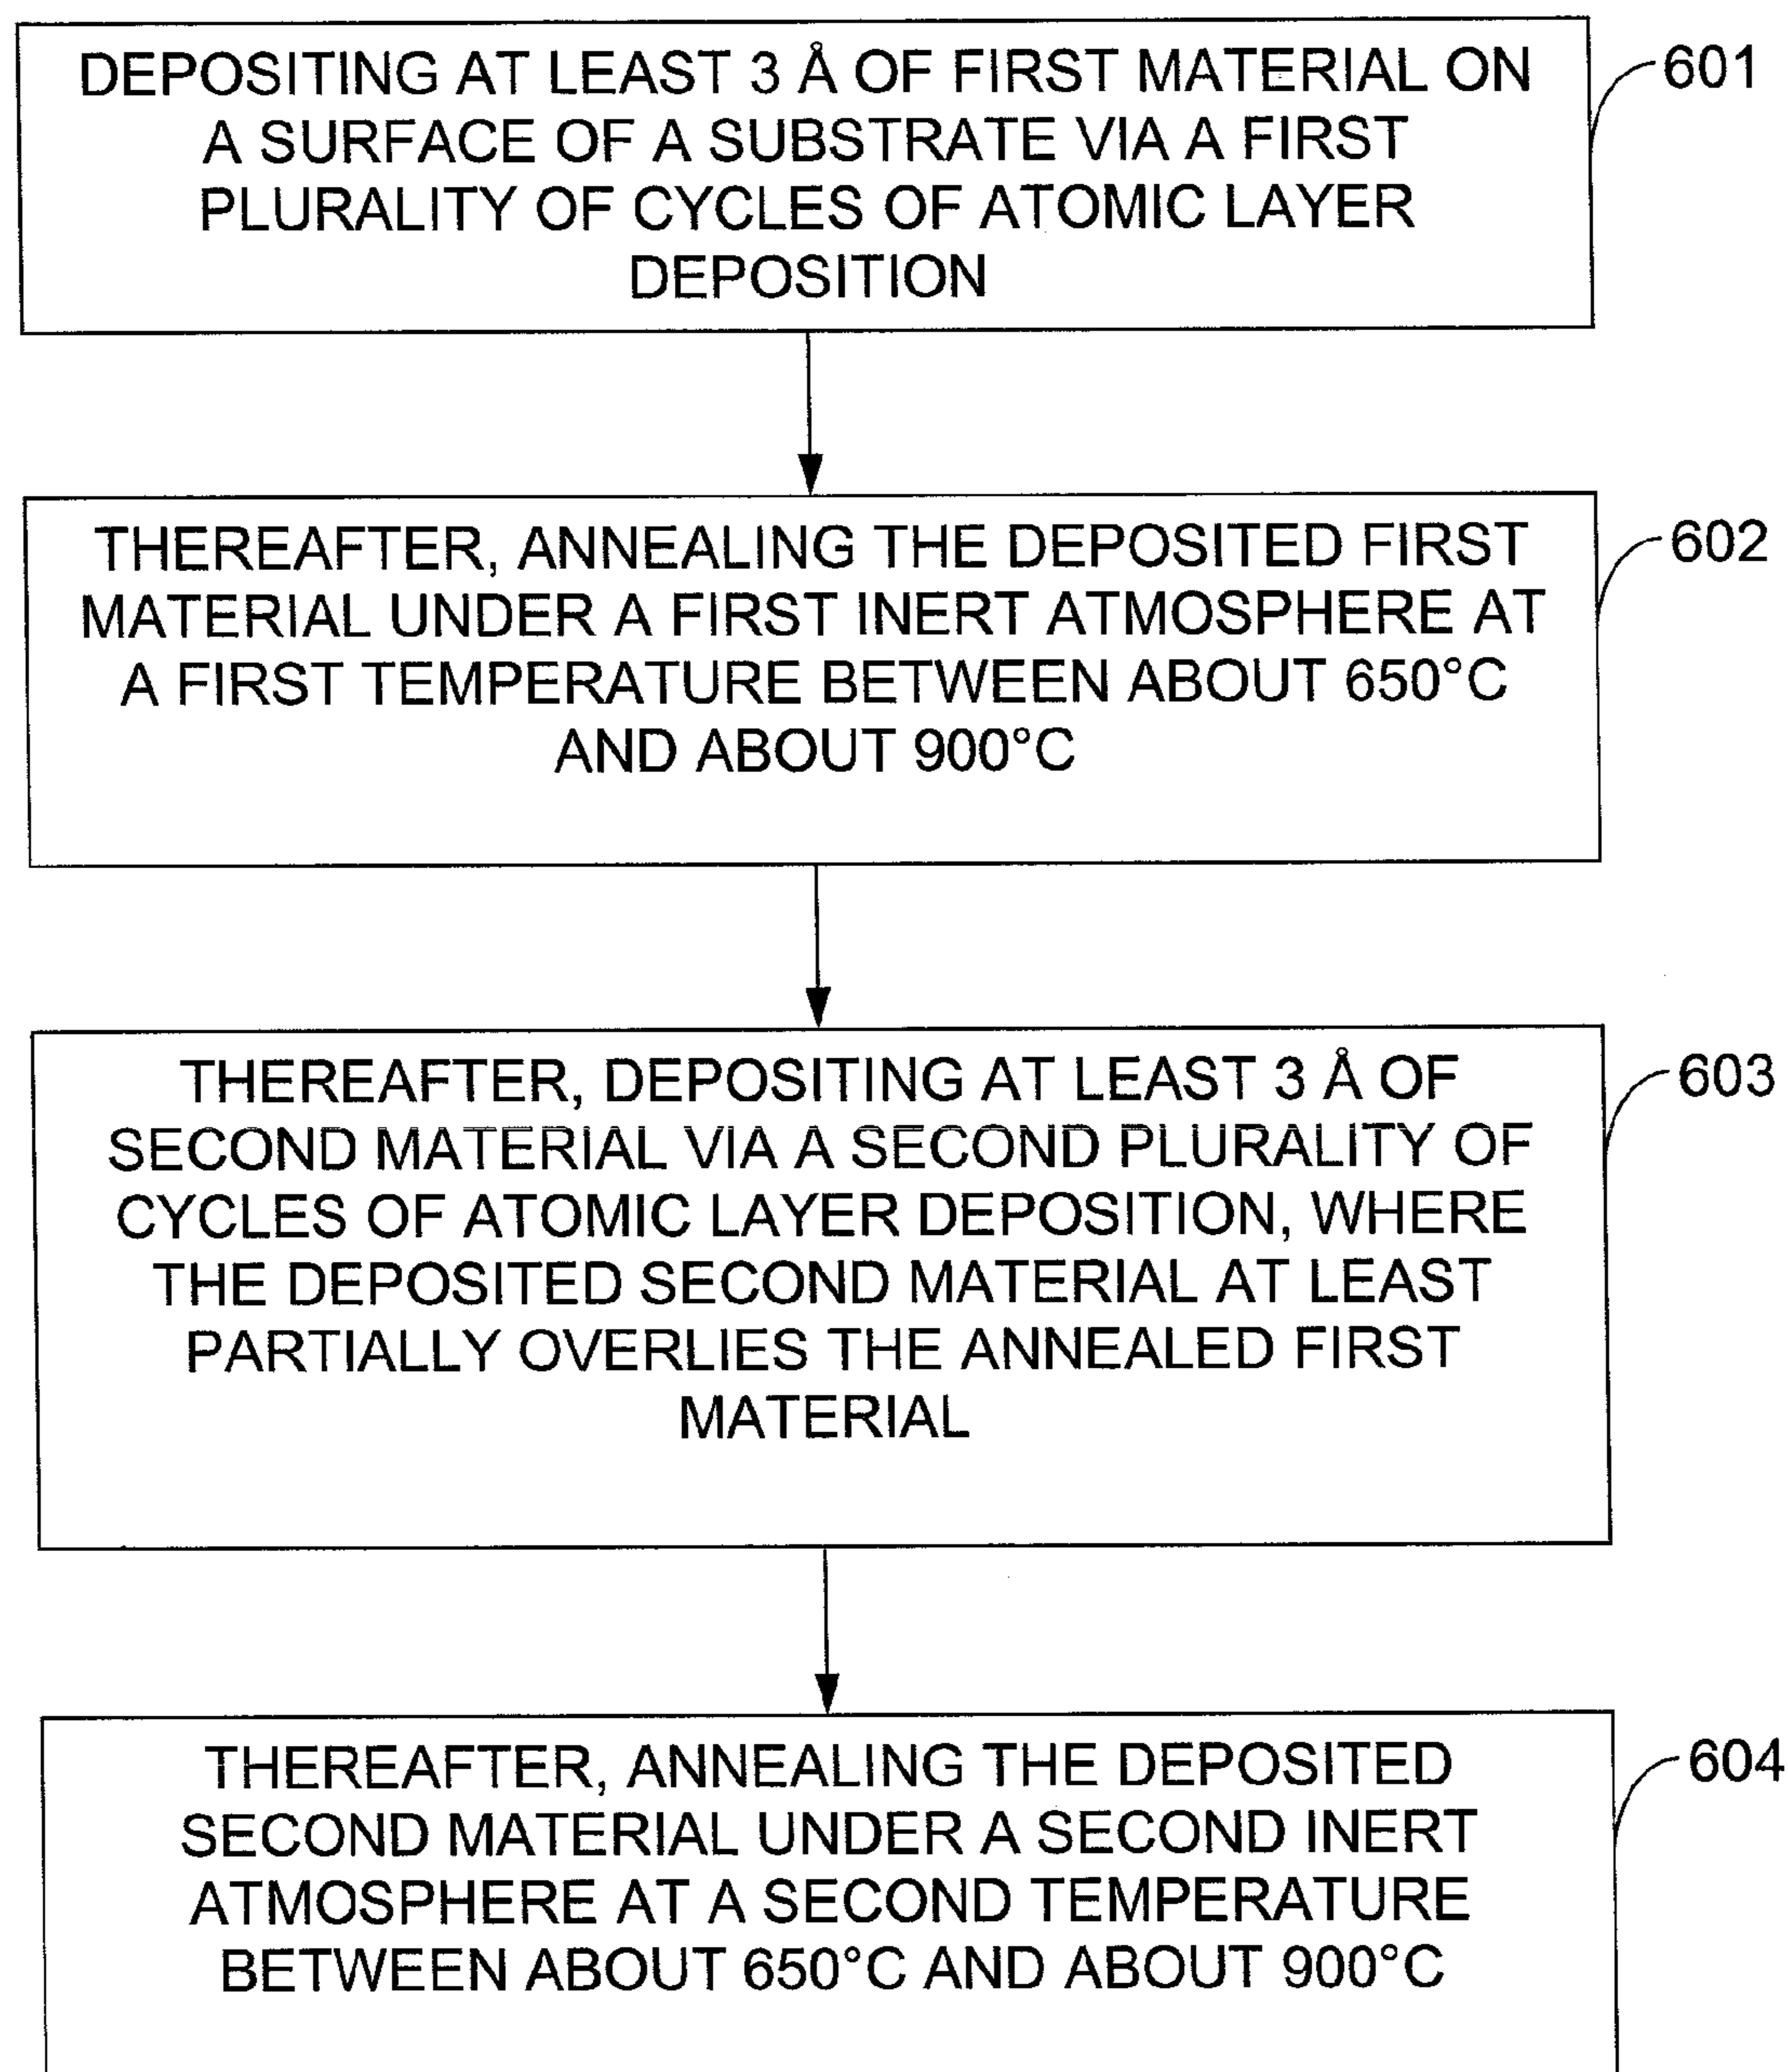 DEPOSITING AT LEAST 3 Å OF FIRST MATERIAL ON
A SURFACE OF A SUBSTRATE VIA A FIRST
PLURALITY OF CYCLES OF ATOMIC LAYER
DEPOSITION
601
THEREAFTER, ANNEALING THE DEPOSITED FIRST
MATERIAL UNDER A FIRST INERT ATMOSPHERE AT
A FIRST TEMPERATURE BETWEEN ABOUT 650°C
AND ABOUT 900°C
602
THEREAFTER, DEPOSITING AT LEAST 3 Å OF
SECOND MATERIAL VIA A SECOND PLURALITY OF
CYCLES OF ATOMIC LAYER DEPOSITION, WHERE
THE DEPOSITED SECOND MATERIAL AT LEAST
PARTIALLY OVERLIES THE ANNEALED FIRST
MATERIAL
603
THEREAFTER, ANNEALING THE DEPOSITED
SECOND MATERIAL UNDER A SECOND INERT
ATMOSPHERE AT A SECOND TEMPERATURE
BETWEEN ABOUT 650°C AND ABOUT 900°C
604